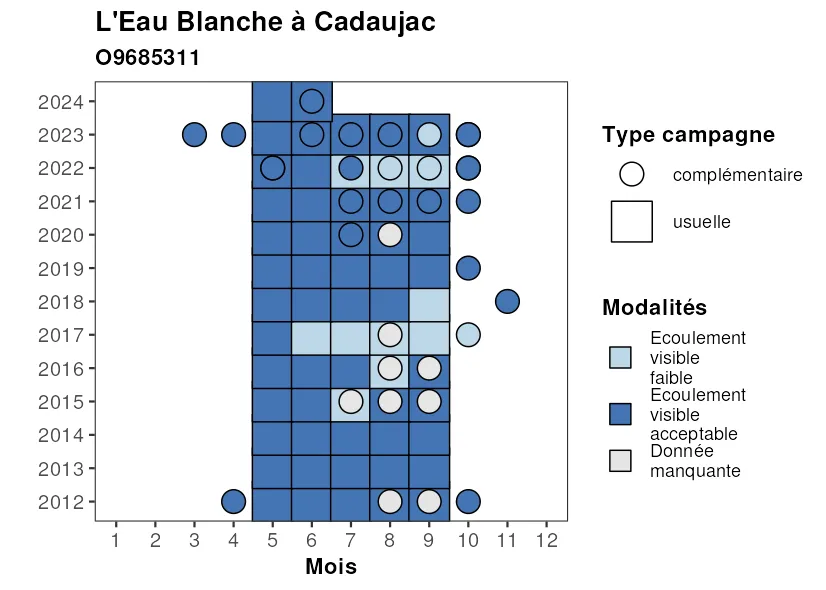 L'Eau Blanche à Cadaujac
O9685311
2024
2023
2022
2021
2020
2019
2018
2017
2016
2015
2014
2013
2012
1 2 3 4 5 6 7 8 9 10 11 12
Mois
Type campagne
complémentaire
usuelle
Modalités
Ecoulement
visible
faible
Ecoulement
visible
acceptable
Donnée
manquante